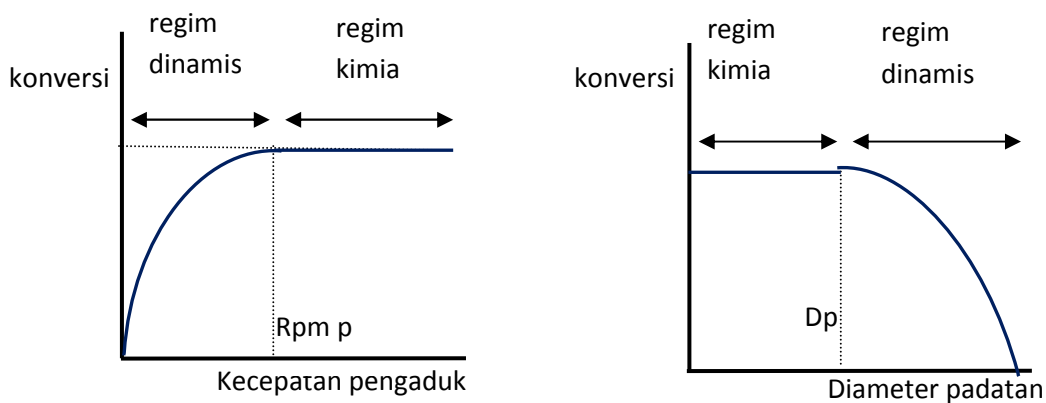 regim
dinamis
regim
kimia
konversi
Rpm p
Kecepatan pengaduk
regim
kimia
regim
dinamis
konversi
Dp
Diameter padatan